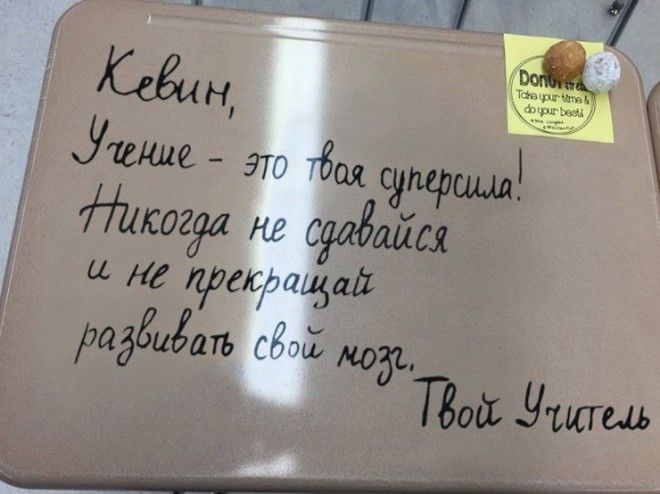 Кевин,
Учение - это твоя суперсила!
Никогда не сдавайся
и не прекращай
развивать свой мозг.
Твой Учитель
Take your time &
do your best!